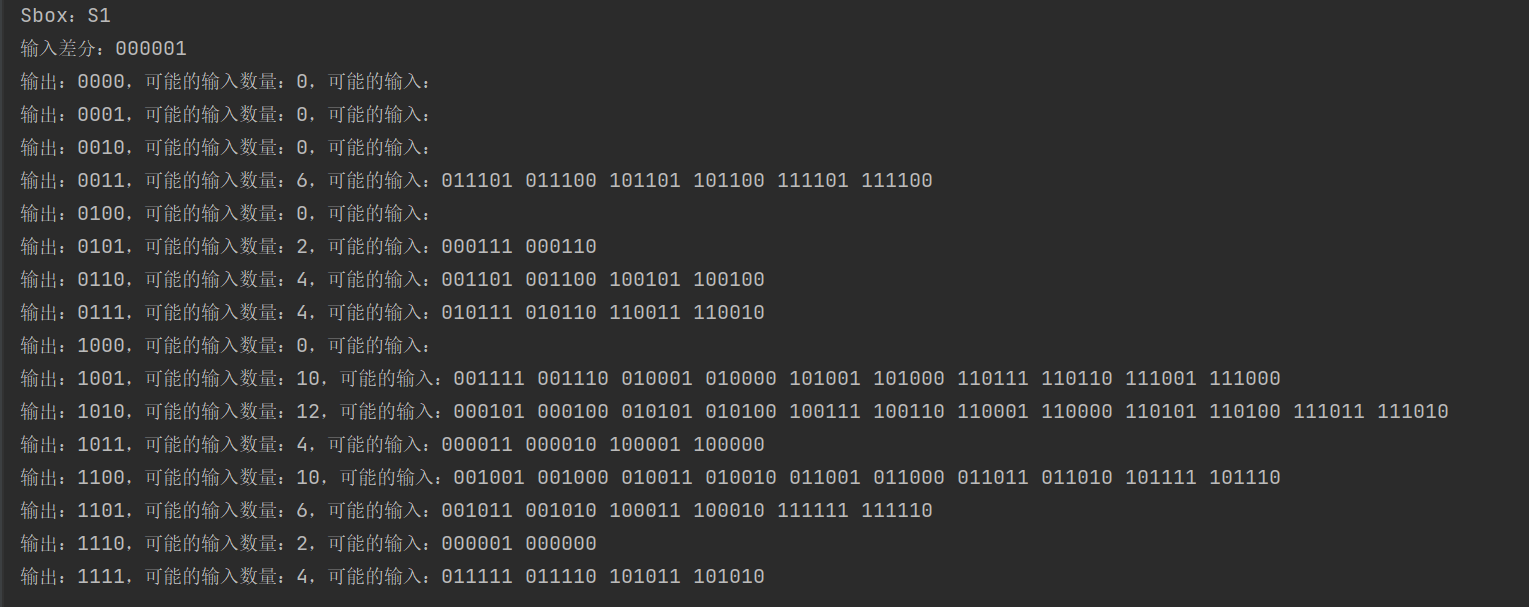 Sbox：S1
输入差分：000001
输出：0000，可能的输入数量：0，可能的输入：
输出：0001，可能的输入数量：0，可能的输入：
输出：0010，可能的输入数量：0，可能的输入：
输出：0011，可能的输入数量：6，可能的输入：011101 011100 101101 101100 111101 111100
输出：0100，可能的输入数量：0，可能的输入：
输出：0101，可能的输入数量：2，可能的输入：000111 000110
输出：0110，可能的输入数量：4，可能的输入：001101 001100 100101 100100
输出：0111，可能的输入数量：4，可能的输入：010111 010110 110011 110010
输出：1000，可能的输入数量：0，可能的输入：
输出：1001，可能的输入数量：10，可能的输入：001111 001110 010001 010000 101001 101000 110111 110110 111001 111000
输出：1010，可能的输入数量：12，可能的输入：000101 000100 010101 010100 100111 100110 110001 110000 110101 110100 111011 111010
输出：1011，可能的输入数量：4，可能的输入：000011 000010 100001 100000
输出：1100，可能的输入数量：10，可能的输入：001001 001000 010011 010010 011001 011000 011011 011010 101111 101110
输出：1101，可能的输入数量：6，可能的输入：001011 001010 100011 100010 111111 111110
输出：1110，可能的输入数量：2，可能的输入：000001 000000
输出：1111，可能的输入数量：4，可能的输入：011111 011110 101011 101010